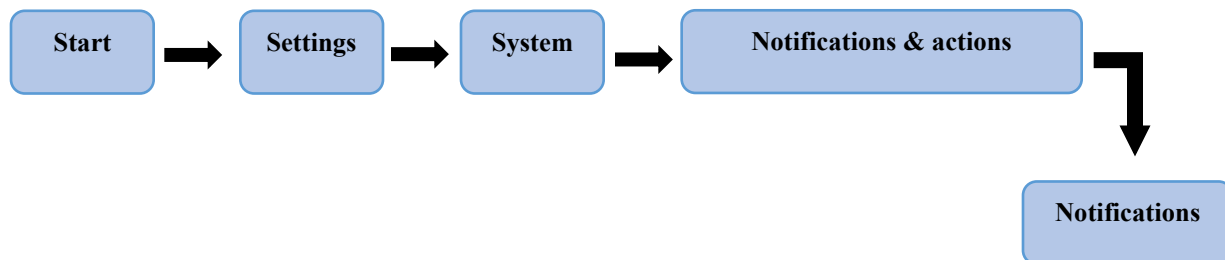 Start
Settings
System
Notifications & actions
Notifications